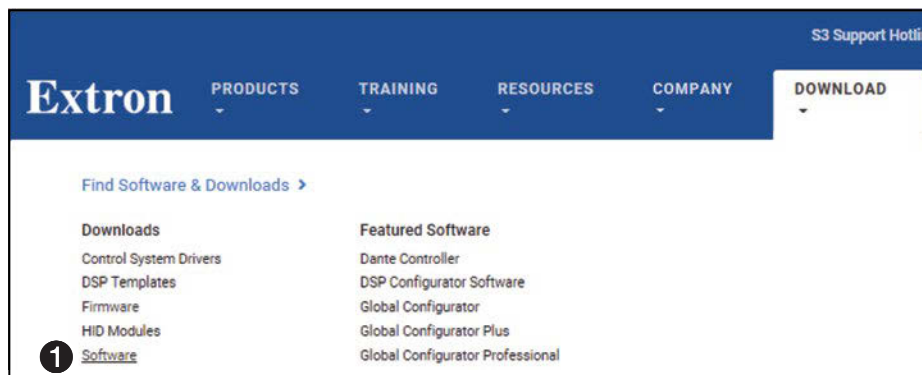 S3 Support Hotli
Extron PRODUCTS TRAINING RESOURCES COMPANY DOWNLOAD
Find Software & Downloads >
Downloads
Control System Drivers
DSP Templates
Firmware
HID Modules
1 Software
Featured Software
Dante Controller
DSP Configurator Software
Global Configurator
Global Configurator Plus
Global Configurator Professional